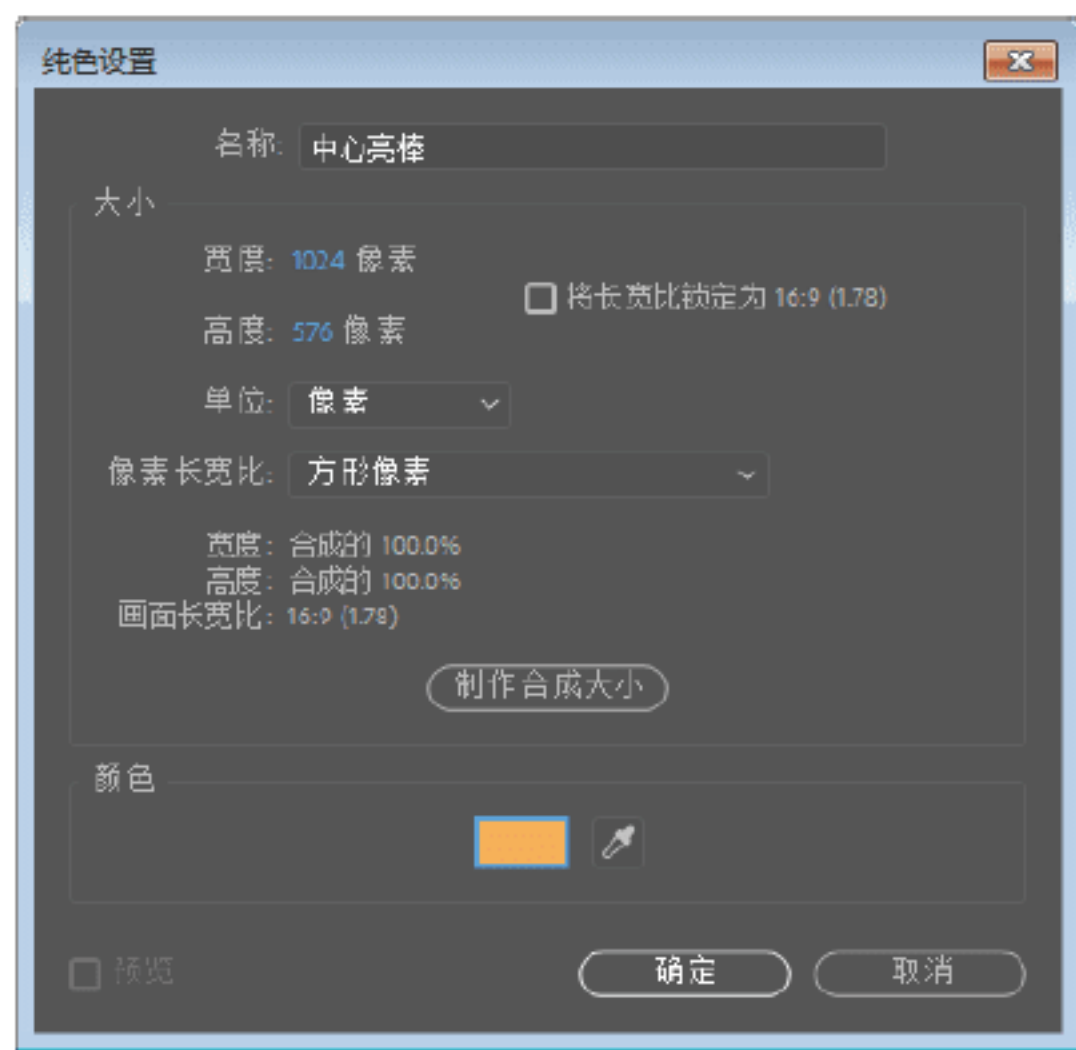 纯色设置
名称: 中心亮棒
大小
宽度: 1024 像素
将长宽比锁定为 16:9 (1.78)
高度: 576 像素
单位: 像素
像素长宽比: 方形像素
宽度: 合成的 100.0%
高度: 合成的 100.0%
画面长宽比: 16:9 (1.78)
制作合成大小
颜色
预览
确定
取消